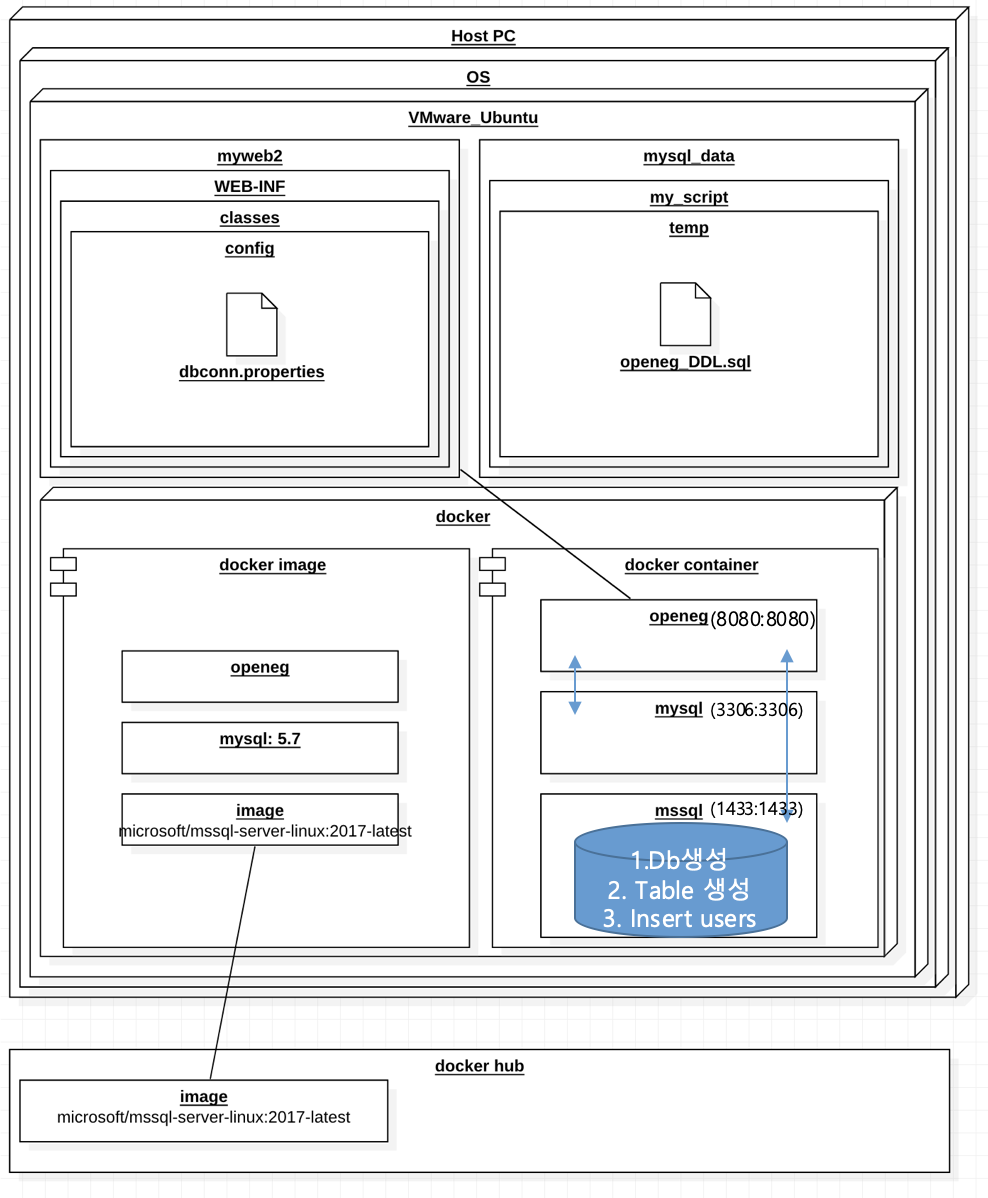 Host PC
OS
VMware_Ubuntu
myweb2
WEB-INF
classes
config
dbconn.properties
mysql_data
my_script
temp
openeg_DDL.sql
docker
docker image
openeg
mysql: 5.7
image
microsoft/mssql-server-linux:2017-latest
docker container
openeg (8080:8080)
mysql (3306:3306)
mssql (1433:1433)
1.Db생성
2. Table 생성
3. Insert users
docker hub
image
microsoft/mssql-server-linux:2017-latest